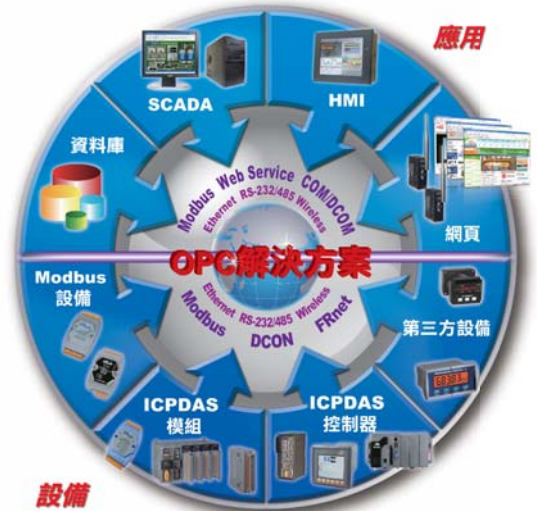 應用
SCADA
HMI
資料庫
網頁
Modbus Web Service COM/DCOM
Ethernet RS-232/485 Wireless
OPC解決方案
Ethernet RS-232/485 Wireless
Modbus DCON FRnet
Modbus
設備
第三方設備
ICPDAS
模組
ICPDAS
控制器
設備